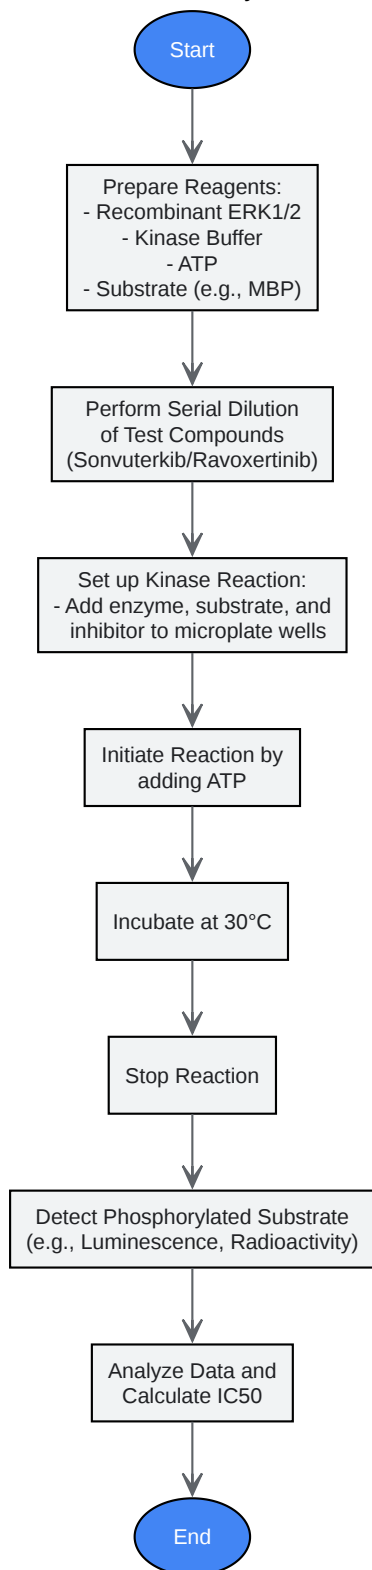 Start
Prepare Reagents:
- Recombinant ERK1/2
- Kinase Buffer
- ATP
- Substrate (e.g., MBP)
Perform Serial Dilution
of Test Compounds
(Sonvuterkib/Ravoxertinib)
Set up Kinase Reaction:
- Add enzyme, substrate, and
inhibitor to microplate wells
Initiate Reaction by
adding ATP
Incubate at 30°C
Stop Reaction
Detect Phosphorylated Substrate
(e.g., Luminescence, Radioactivity)
Analyze Data and
Calculate IC50
End